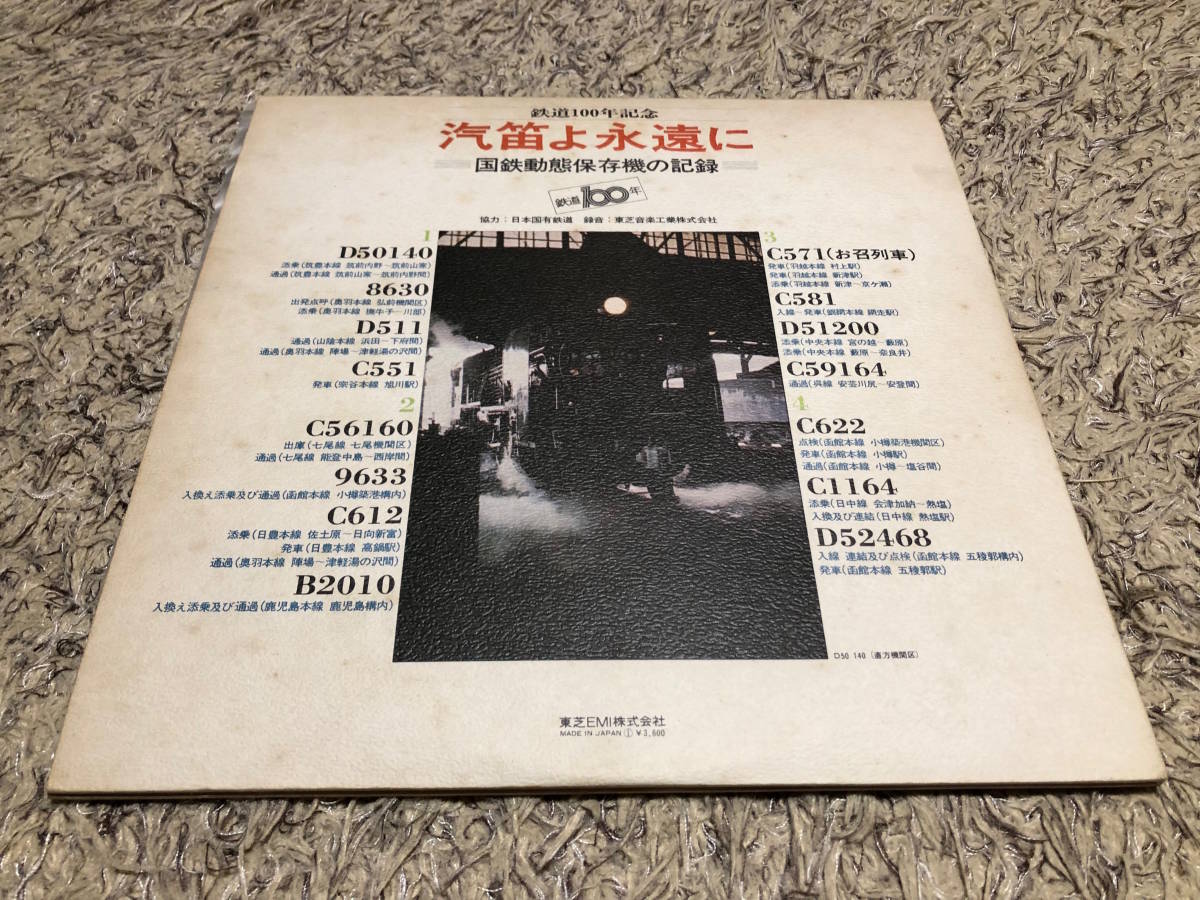 鉄道100年記念
汽笛よ永遠に
国鉄動態保存機の記録
鉄道100年
協力：日本国有鉄道 録音：東芝音楽工業株式会社
1
D50140
添乗(筑豊本線 筑前内野～筑前山家)
通過(筑豊本線 筑前山家～筑前内野間)
8630
出発点呼(奥羽本線 弘前機関区)
添乗(奥羽本線 撫牛子～川部)
D511
通過(山陰本線 浜田～下府間)
通過(奥羽本線 陣場～津軽湯の沢間)
C551
発車(宗谷本線 旭川駅)
2
C56160
出庫(七尾線 七尾機関区)
通過(七尾線 能登中島～西岸間)
9633
入換え添乗及び通過(函館本線 小樽築港構内)
C612
添乗(日豊本線 佐土原～日向新富)
発車(日豊本線 高鍋駅)
通過(奥羽本線 陣場～津軽湯の沢間)
B2010
入換え添乗及び通過(鹿児島本線 鹿児島構内)
3
C571(お召列車)
発車(羽越本線 村上駅)
発車(羽越本線 新津駅)
添乗(羽越本線 新津～京ケ瀬)
C581
入線～発車(釧網本線 網走駅)
D51200
添乗(中央本線 宮の越～藪原)
添乗(中央本線 藪原～奈良井)
C59164
通過(呉線 安芸川尻～安登間)
4
C622
点検(函館本線 小樽築港機関区)
発車(函館本線 小樽駅)
通過(函館本線 小樽～塩谷間)
C1164
添乗(日中線 会津加納～熱塩)
入換及び連結(日中線 熱塩駅)
D52468
入線 連結及び点検(函館本線 五稜郭構内)
発車(函館本線 五稜郭駅)
D50 140 (直方機関区)
東芝EMI株式会社
MADE IN JAPAN ① ￥3,600